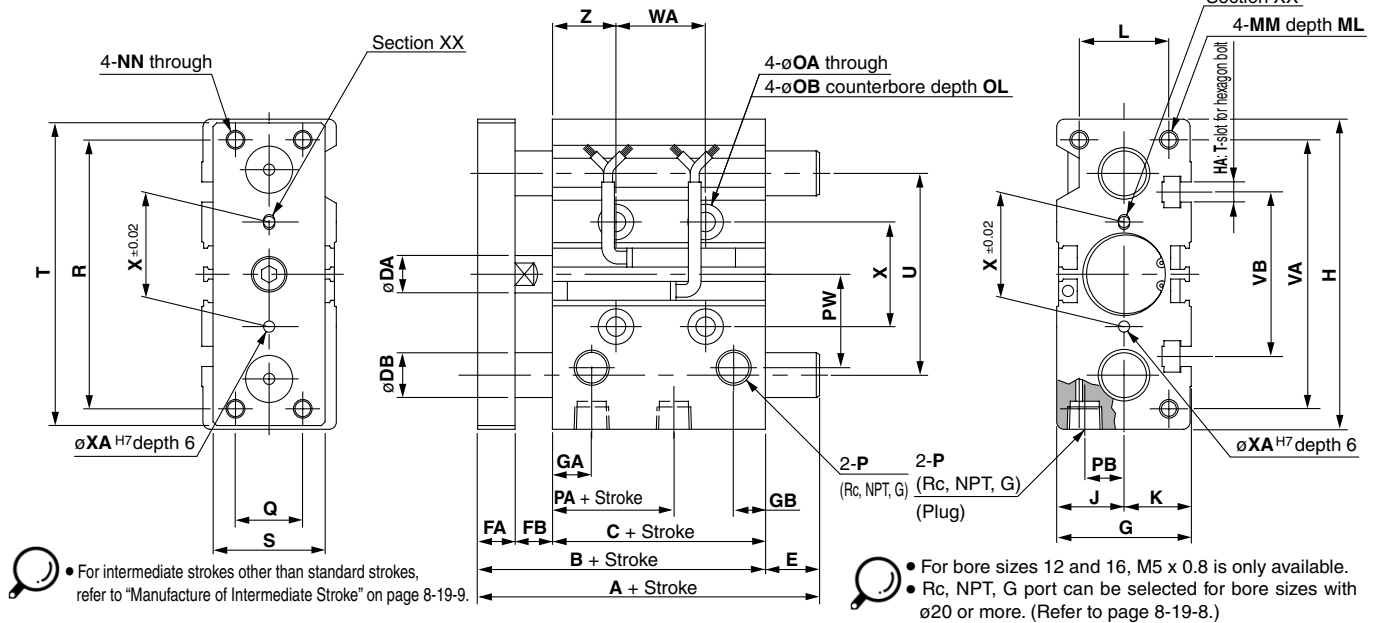 Section XX
4-NN through
T
R
X ±0.02
øXA H7 depth 6
Q
S
Z
WA
4-øOA through
4-øOB counterbore depth OL
øDA
øDB
X
U
PW
GA
PA + Stroke
GB
FA
FB
C + Stroke
B + Stroke
E
A + Stroke
2-P
(Rc, NPT, G)
2-P
(Rc, NPT, G)
(Plug)
Section XX
4-MM depth ML
L
HA: T-slot for hexagon bolt
X ±0.02
VB
VA
H
øXA H7 depth 6
PB
J
K
G
• For intermediate strokes other than standard strokes,
refer to “Manufacture of Intermediate Stroke” on page 8-19-9.
• For bore sizes 12 and 16, M5 x 0.8 is only available.
• Rc, NPT, G port can be selected for bore sizes with
ø20 or more. (Refer to page 8-19-8.)